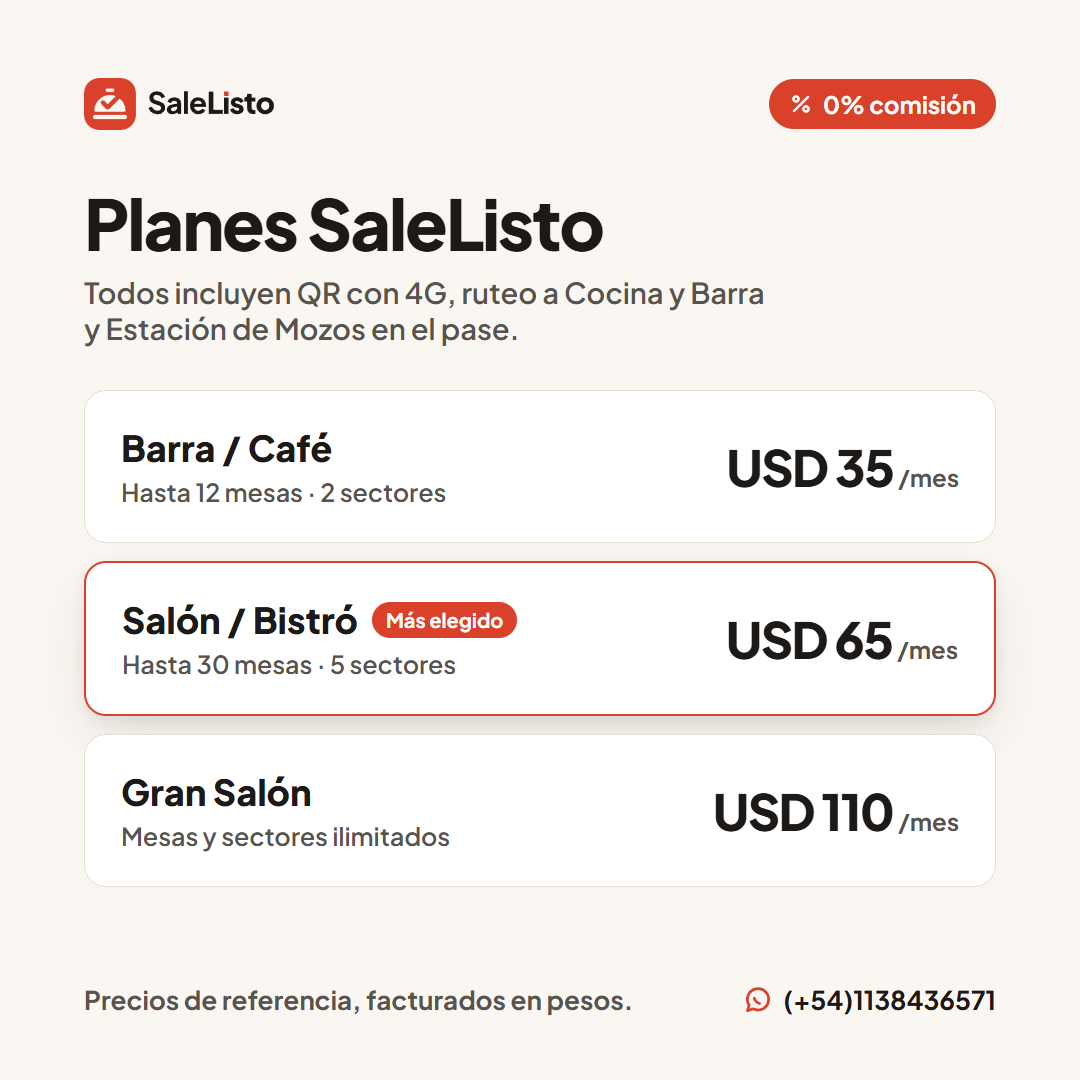 SaleListo
% 0% comisión
Planes SaleListo
Todos incluyen QR con 4G, ruteo a Cocina y Barra
y Estación de Mozos en el pase.
Barra / Café
Hasta 12 mesas · 2 sectores
USD 35 /mes
Salón / Bistró Más elegido
Hasta 30 mesas · 5 sectores
USD 65 /mes
Gran Salón
Mesas y sectores ilimitados
USD 110 /mes
Precios de referencia, facturados en pesos.
(+54)1138436571